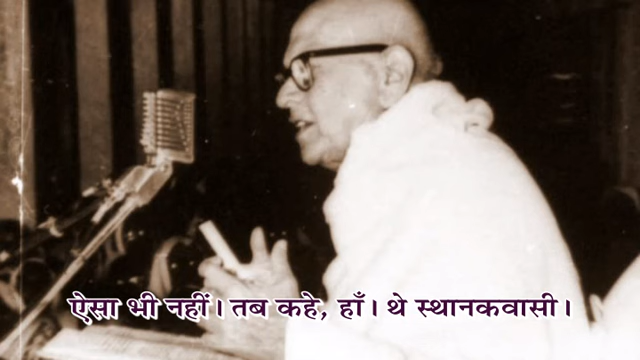 ऐसा भी नहीं। तब कहे, हाँ। थे स्थानकवासी।